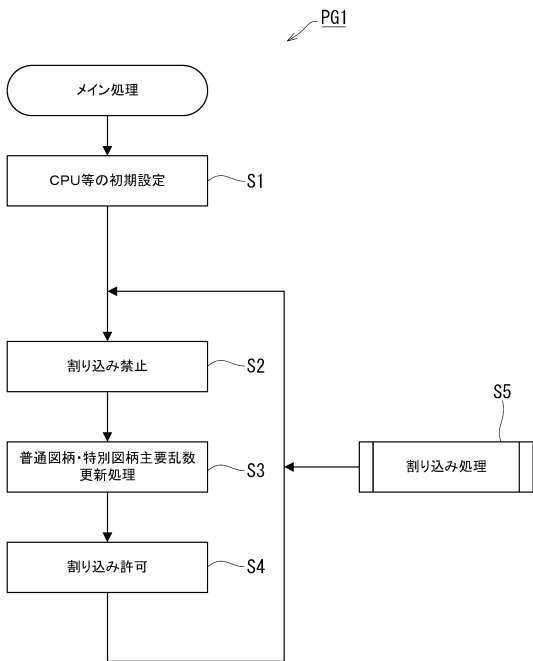 PG1
メイン処理
CPU等の初期設定
S1
割り込み禁止
S2
S5
普通図柄・特別図柄主要乱数
更新処理
S3
割り込み処理
割り込み許可
S4